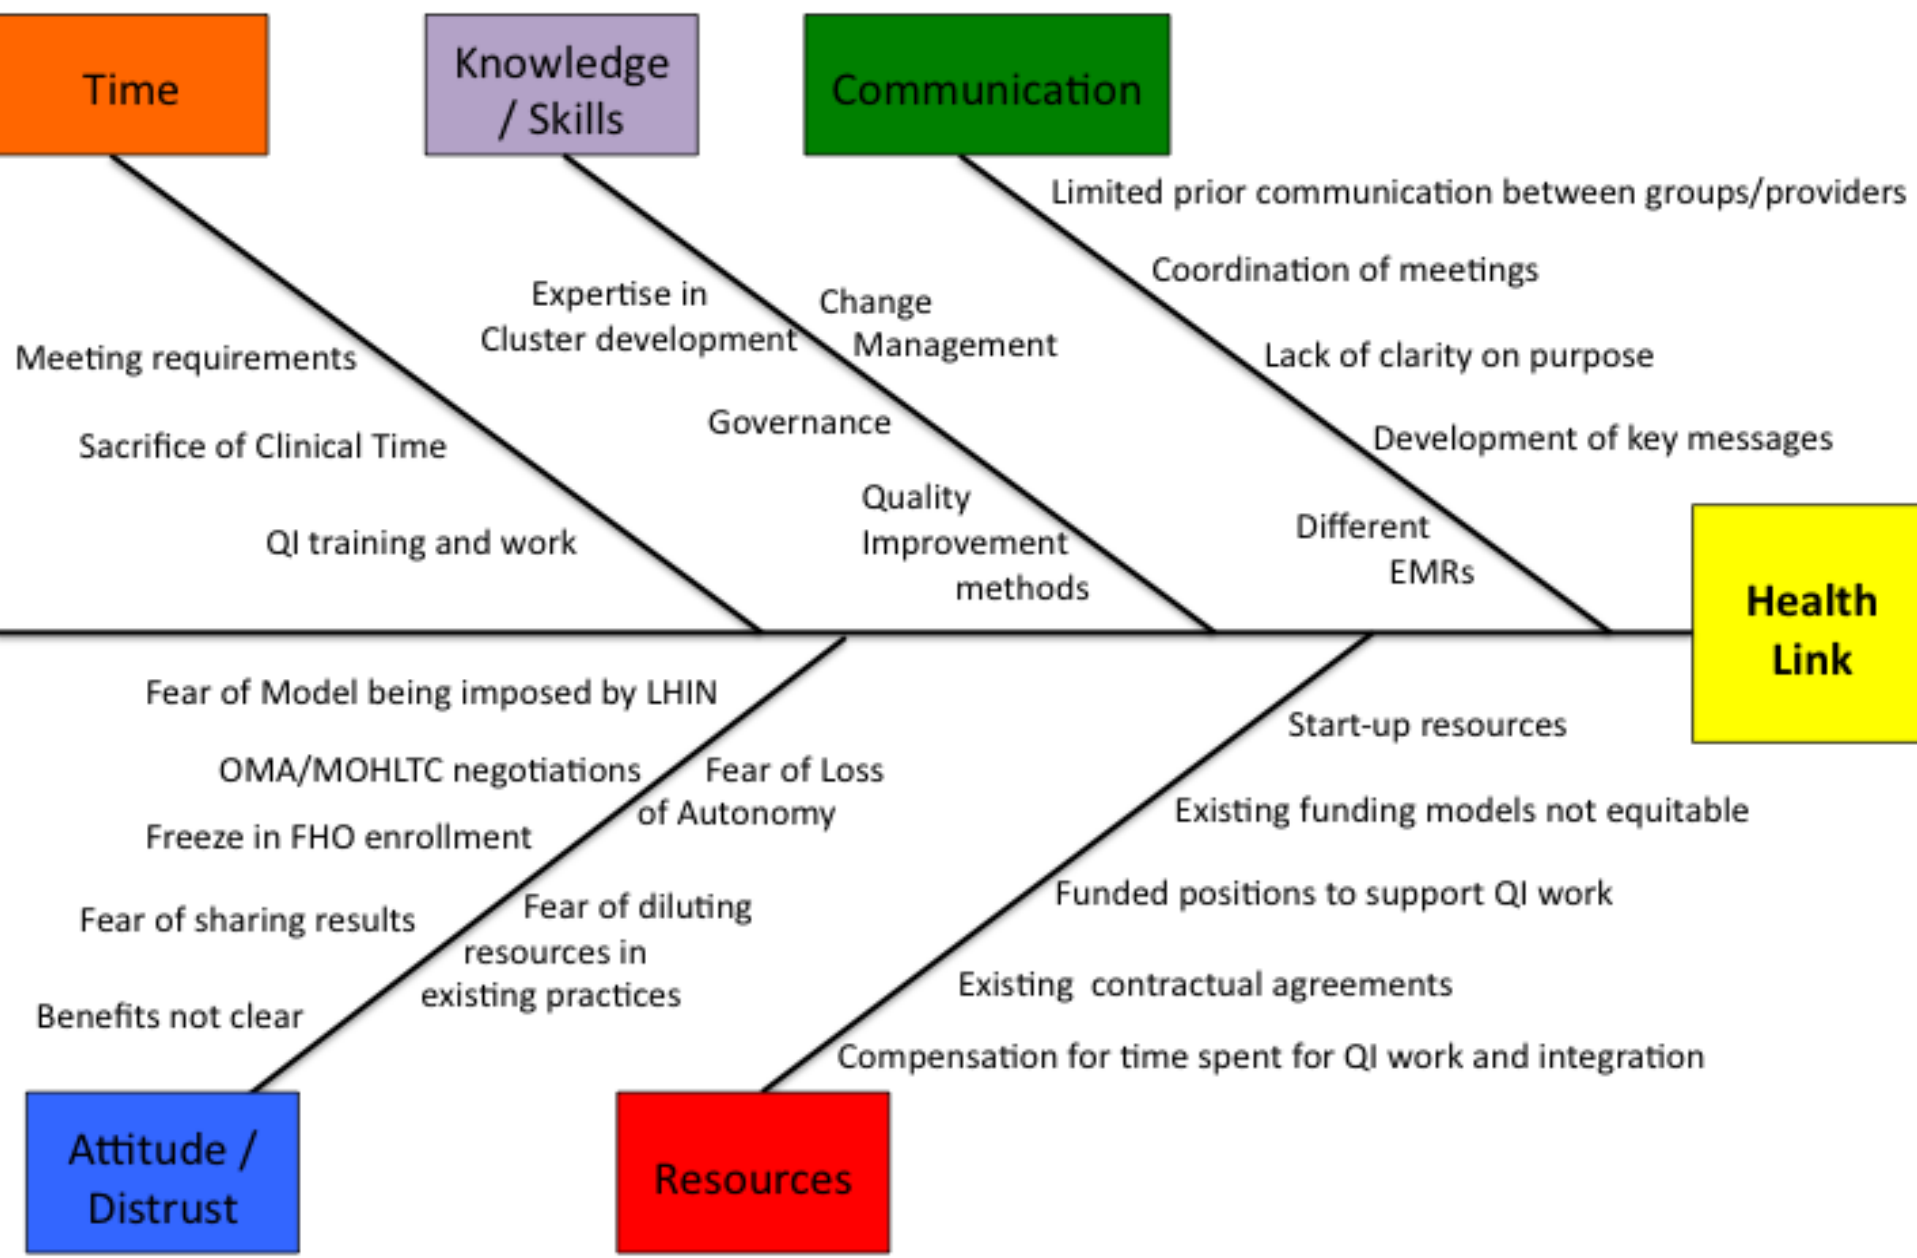 Time
Knowledge
/ Skills
Communication
Limited prior communication between groups/providers
Coordination of meetings
Lack of clarity on purpose
Development of key messages
Different
EMRs
Expertise in
Cluster development
Change
Management
Governance
Quality
Improvement
methods
Meeting requirements
Sacrifice of Clinical Time
QI training and work
Health
Link
Fear of Model being imposed by LHIN
OMA/MOHLTC negotiations
Freeze in FHO enrollment
Fear of sharing results
Benefits not clear
Fear of Loss
of Autonomy
Fear of diluting
resources in
existing practices
Start-up resources
Existing funding models not equitable
Funded positions to support QI work
Existing  contractual agreements
Compensation for time spent for QI work and integration
Attitude /
Distrust
Resources